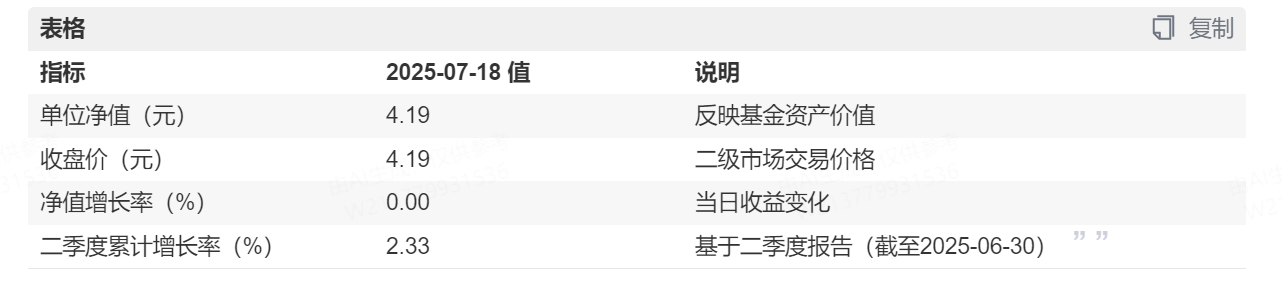 表格 复制
指标 2025-07-18 值 说明
单位净值（元） 4.19 反映基金资产价值
收盘价（元） 4.19 二级市场交易价格
净值增长率（%） 0.00 当日收益变化
二季度累计增长率（%） 2.33 基于二季度报告（截至2025-06-30） ””